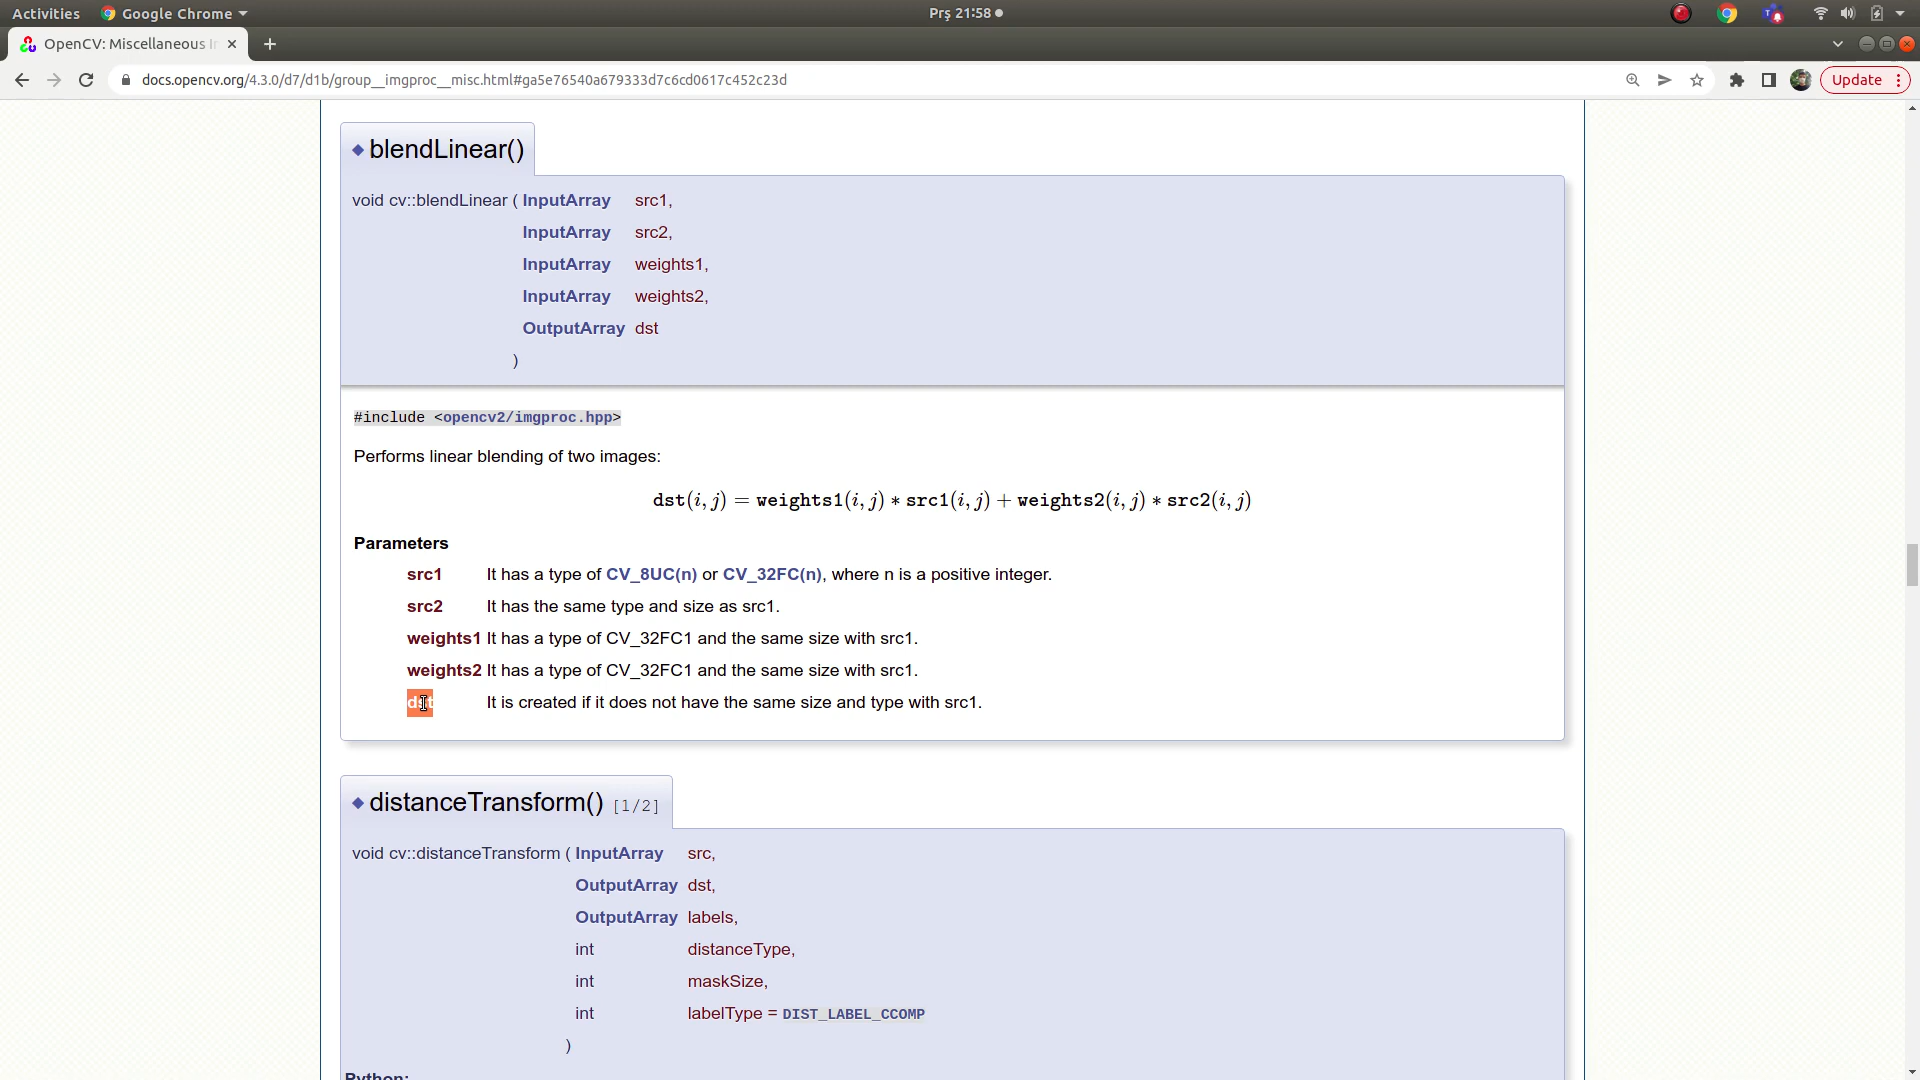 Activities Google Chrome Prş 21:58
OpenCV: Miscellaneous Ir
docs.opencv.org/4.3.0/d7/d1b/group__imgproc__misc.html#ga5e76540a679333d7c6cd0617c452c23d Update
blendLinear()
void cv::blendLinear ( InputArray src1,
InputArray src2,
InputArray weights1,
InputArray weights2,
OutputArray dst
)
#include <opencv2/imgproc.hpp>
Performs linear blending of two images:
dst(i, j) = weights1(i, j) * src1(i, j) + weights2(i, j) * src2(i, j)
Parameters
src1 It has a type of CV_8UC(n) or CV_32FC(n), where n is a positive integer.
src2 It has the same type and size as src1.
weights1 It has a type of CV_32FC1 and the same size with src1.
weights2 It has a type of CV_32FC1 and the same size with src1.
dst It is created if it does not have the same size and type with src1.
distanceTransform() [1/2]
void cv::distanceTransform ( InputArray src,
OutputArray dst,
OutputArray labels,
int distanceType,
int maskSize,
int labelType = DIST_LABEL_CCOMP
)
Python: